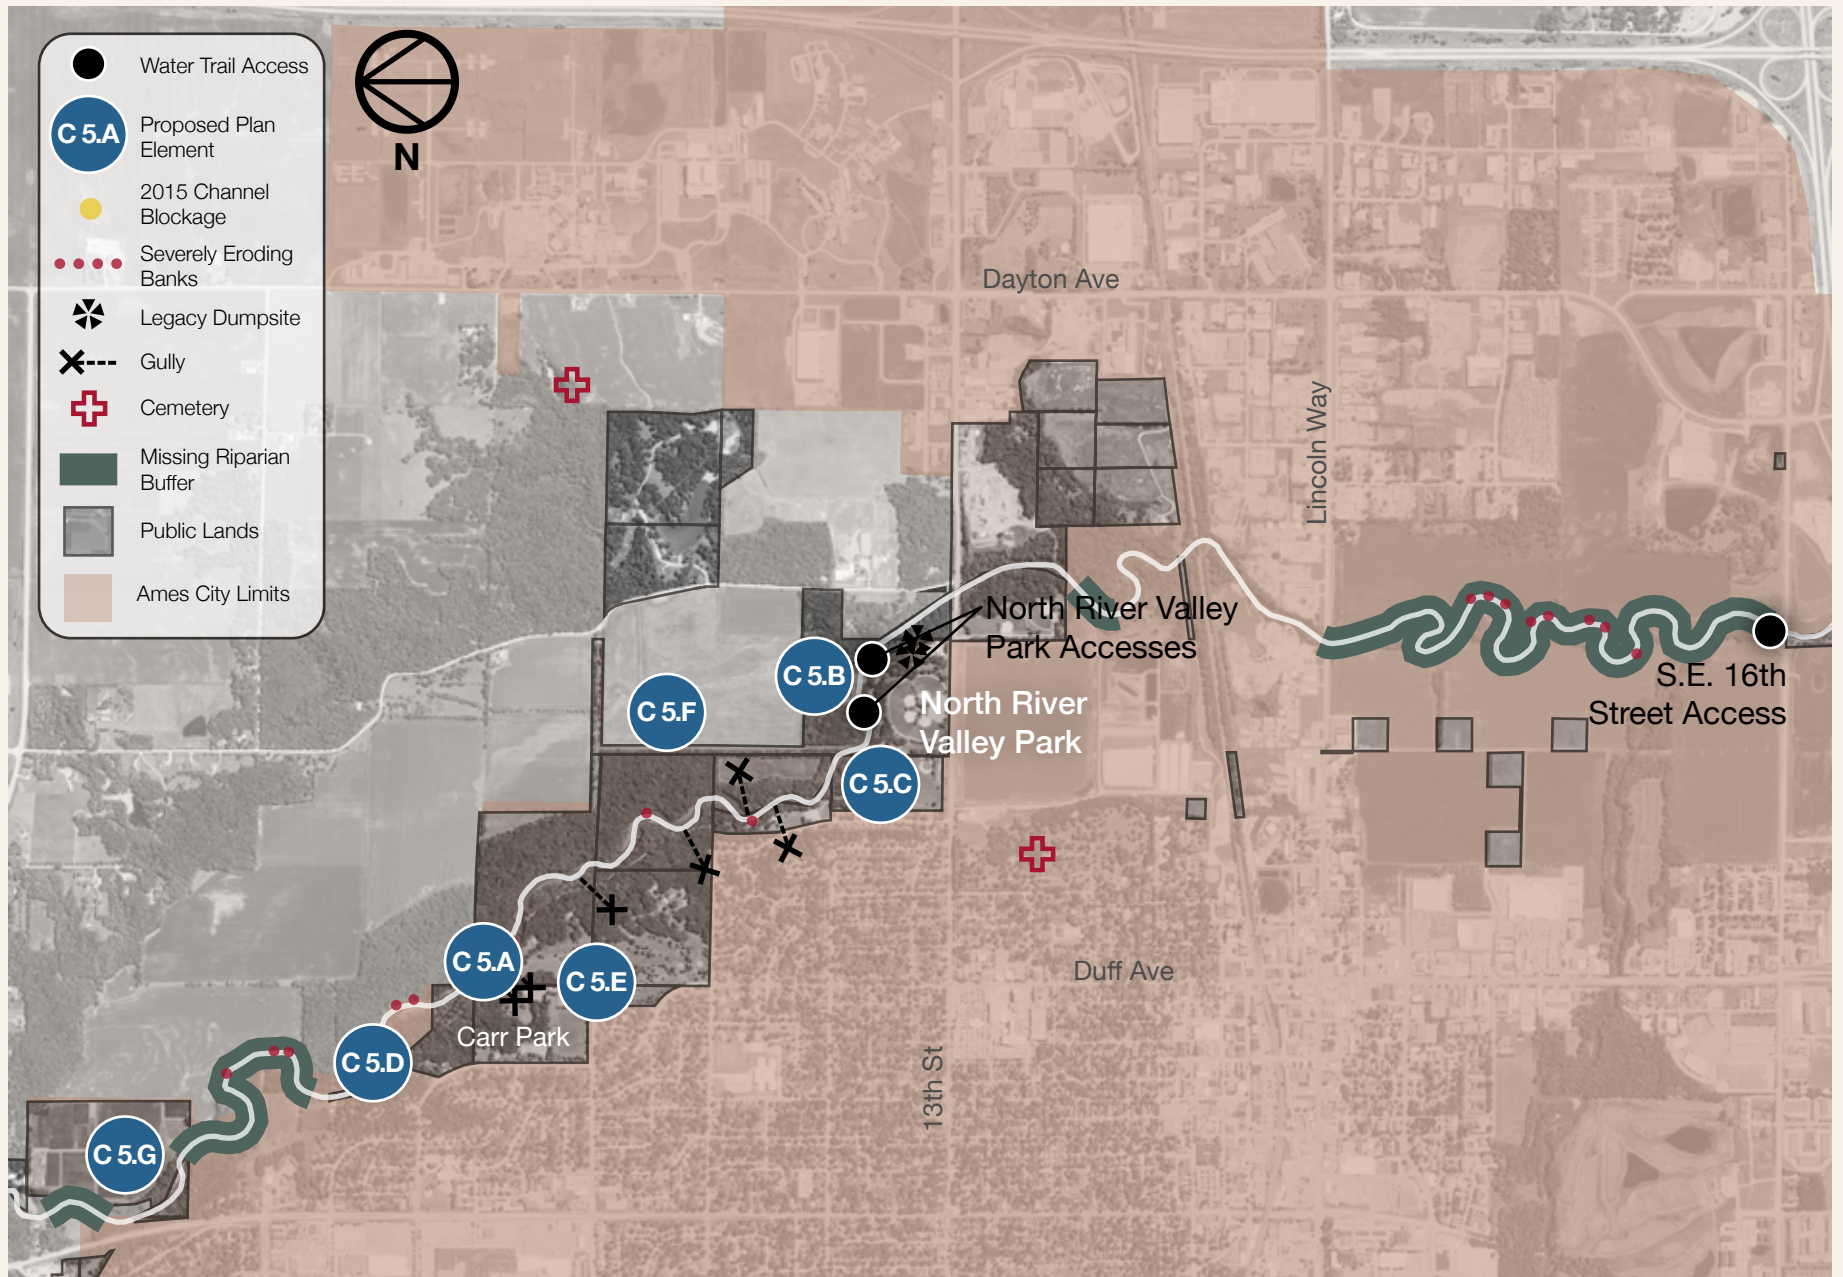 Water Trail Access
C 5.A
Proposed Plan
Element
2015 Channel
Blockage
Severely Eroding
Banks
Legacy Dumpsite
Gully
Cemetery
Missing Riparian
Buffer
Public Lands
Ames City Limits
N
Dayton Ave
Lincoln Way
North River Valley
Park Accesses
C 5.B
C 5.F
North River
Valley Park
S.E. 16th
Street Access
C 5.C
C 5.A
C 5.E
Duff Ave
Carr Park
C 5.D
13th St
C 5.G